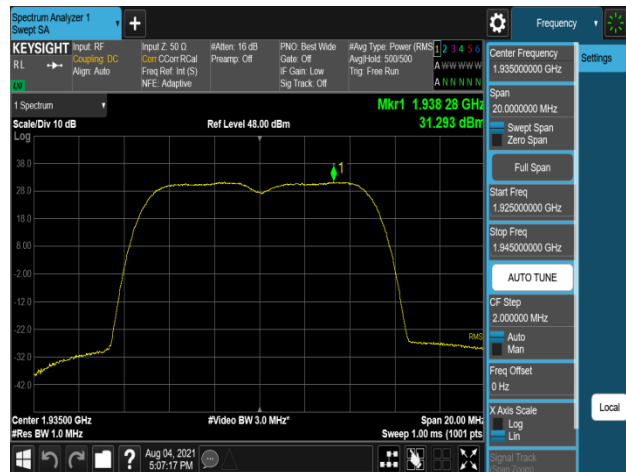 Spectrum Analyzer 1
Swept SA
Frequency
KEYSIGHT
RL
Input: RF
Coupling: DC
Align: Auto
Input Z: 50 Ω
Corr CCorr RCal
Freq Ref: Int (S)
NFE: Adaptive
#Atten: 16 dB
Preamp: Off
PNO: Best Wide
Gate: Off
IF Gain: Low
Sig Track: Off
#Avg Type: Power (RMS
Avg|Hold: 500/500
Trig: Free Run
1 2 3 4 5 6
A W W W W W
A N N N N N
1 Spectrum
Scale/Div 10 dB
Ref Level 48.00 dBm
Mkr1 1.938 28 GHz
31.293 dBm
Log
38.0
28.0
18.0
8.00
-2.00
-12.0
-22.0
-32.0
-42.0
1
RMS
Center 1.93500 GHz
#Res BW 1.0 MHz
#Video BW 3.0 MHz*
Span 20.00 MHz
Sweep 1.00 ms (1001 pts
Aug 04, 2021
5:07:17 PM
Center Frequency
1.935000000 GHz
Span
20.0000000 MHz
Swept Span
Zero Span
Full Span
Start Freq
1.925000000 GHz
Stop Freq
1.945000000 GHz
AUTO TUNE
CF Step
2.000000 MHz
Auto
Man
Freq Offset
0 Hz
X Axis Scale
Log
Lin
Signal Track
(Span Zoom)
Settings
Local